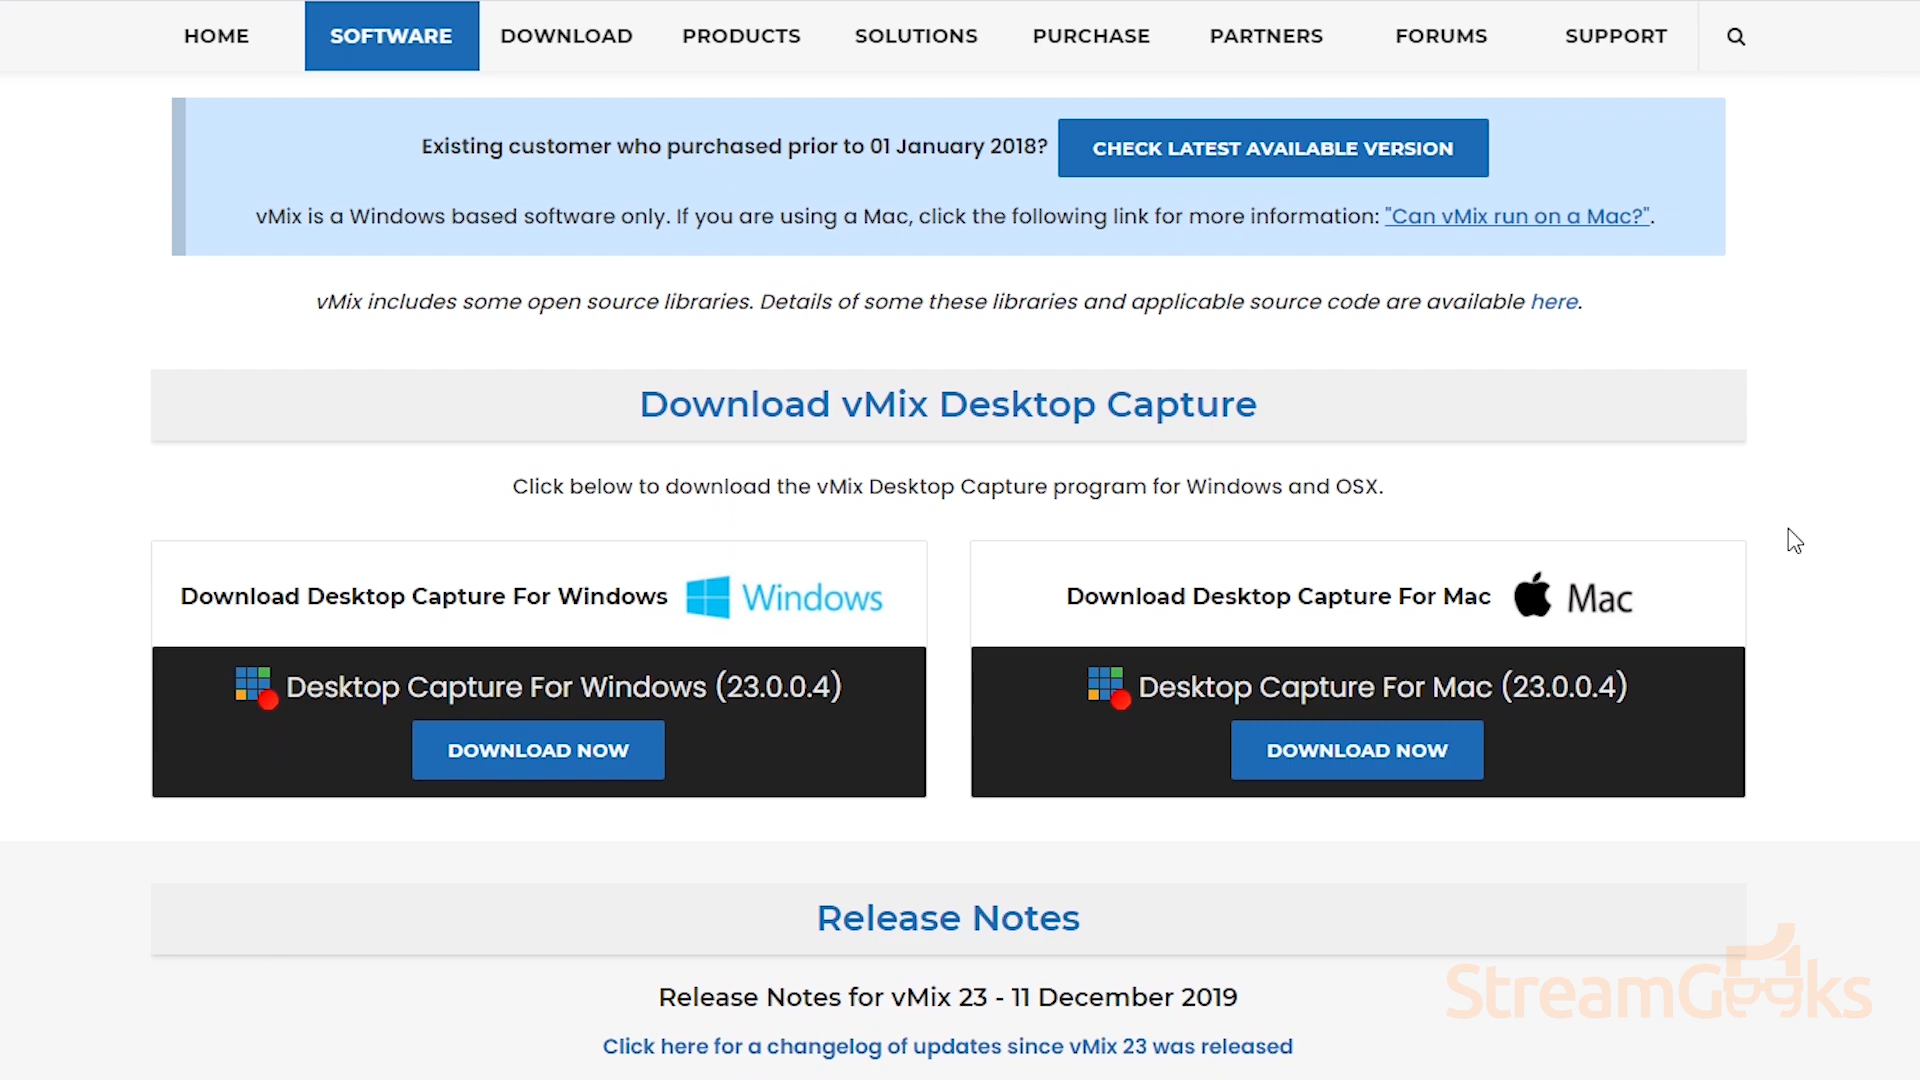 HOME SOFTWARE DOWNLOAD PRODUCTS SOLUTIONS PURCHASE PARTNERS FORUMS SUPPORT
Existing customer who purchased prior to 01 January 2018? CHECK LATEST AVAILABLE VERSION
vMix is a Windows based software only. If you are using a Mac, click the following link for more information: "Can vMix run on a Mac?".
vMix includes some open source libraries. Details of some these libraries and applicable source code are available here.
Download vMix Desktop Capture
Click below to download the vMix Desktop Capture program for Windows and OSX.
Download Desktop Capture For Windows Windows
Desktop Capture For Windows (23.0.0.4)
DOWNLOAD NOW
Download Desktop Capture For Mac Mac
Desktop Capture For Mac (23.0.0.4)
DOWNLOAD NOW
Release Notes
Release Notes for vMix 23 - 11 December 2019
Click here for a changelog of updates since vMix 23 was released
StreamGeeks